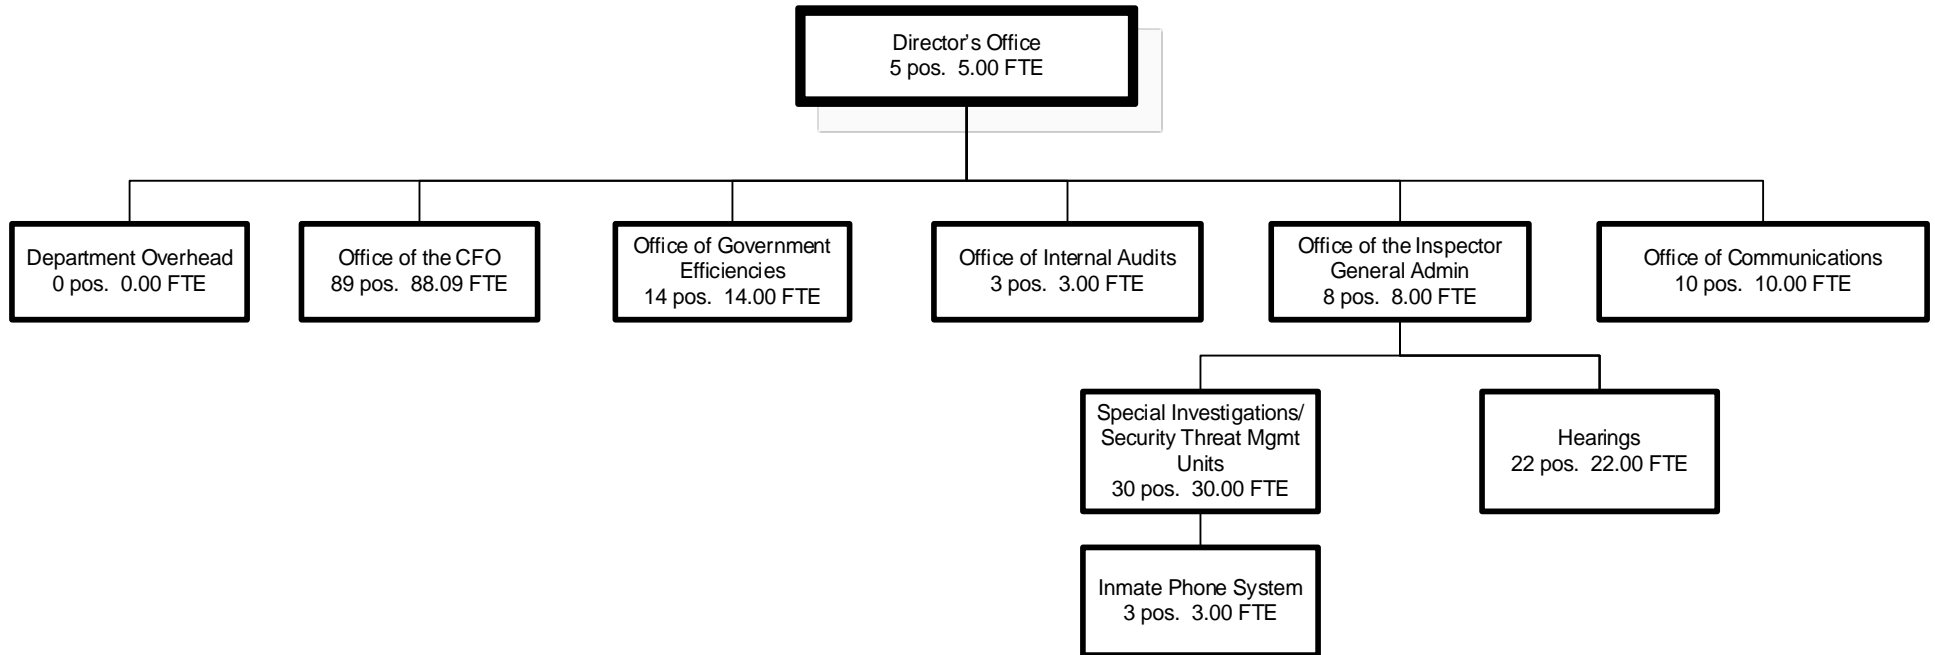 Director's Office
5 pos.  5.00 FTE
Department Overhead
0 pos.  0.00 FTE
Office of the CFO
89 pos.  88.09 FTE
Office of Government
Efficiencies
14 pos.  14.00 FTE
Office of Internal Audits
3 pos.  3.00 FTE
Office of the Inspector
General Admin
8 pos.  8.00 FTE
Office of Communications
10 pos.  10.00 FTE
Special Investigations/
Security Threat Mgmt
Units
30 pos.  30.00 FTE
Hearings
22 pos.  22.00 FTE
Inmate Phone System
3 pos.  3.00 FTE